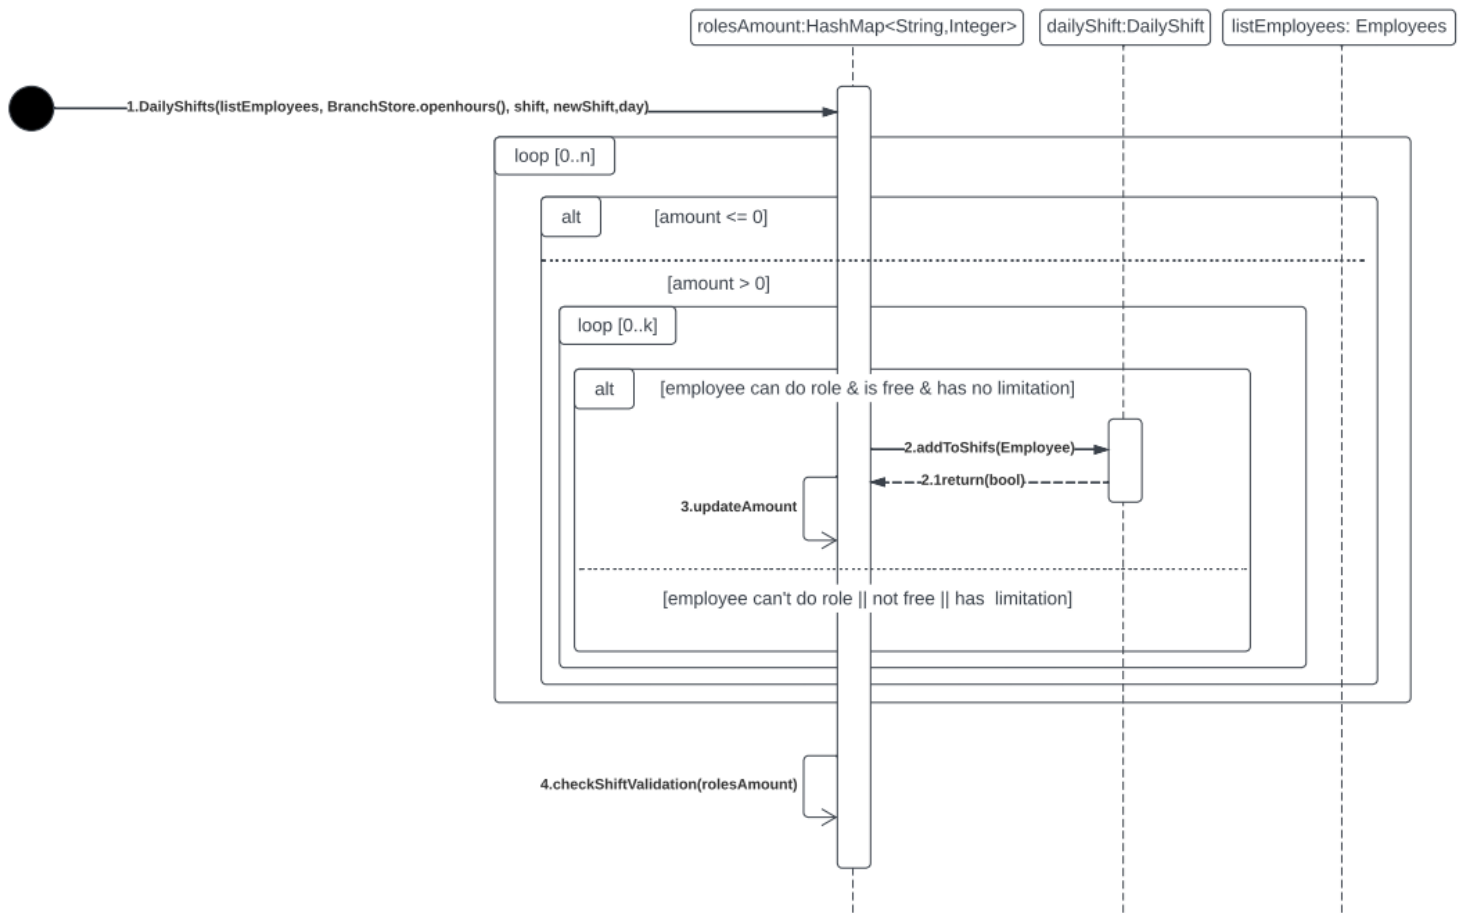 rolesAmount:HashMap<String,Integer>
dailyShift:DailyShift
listEmployees: Employees
1.DailyShifts(listEmployees, BranchStore.openhours(), shift, newShift,day)
loop [0..n]
alt
[amount <= 0]
[amount > 0]
loop [0..k]
alt
[employee can do role & is free & has no limitation]
2.addToShifs(Employee)
2.1return(bool)
3.updateAmount
[employee can't do role || not free || has  limitation]
4.checkShiftValidation(rolesAmount)